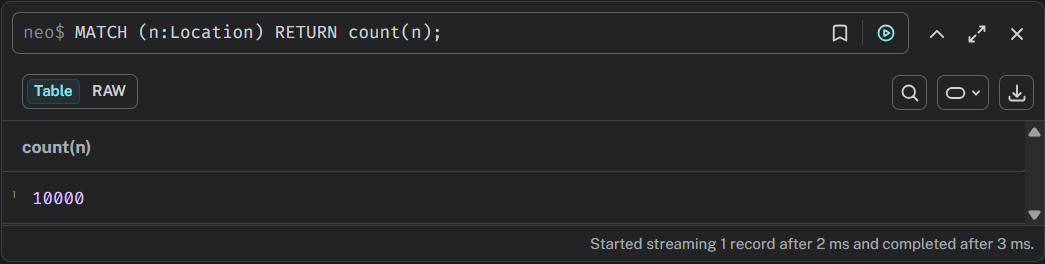 neo$ MATCH (n:Location) RETURN count(n);
Table RAW
count(n)
1 10000
Started streaming 1 record after 2 ms and completed after 3 ms.